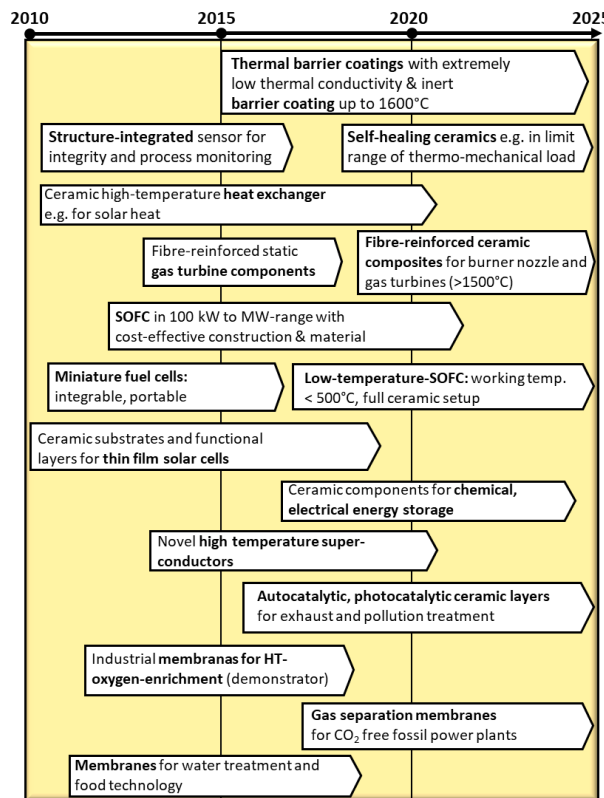 2010 2015 2020 2025
Thermal barrier coatings with extremely
low thermal conductivity & inert
barrier coating up to 1600°C
Structure-integrated sensor for
integrity and process monitoring
Self-healing ceramics e.g. in limit
range of thermo-mechanical load
Ceramic high-temperature heat exchanger
e.g. for solar heat
Fibre-reinforced static
gas turbine components
Fibre-reinforced ceramic
composites for burner nozzle and
gas turbines (>1500°C)
SOFC in 100 kW to MW-range with
cost-effective construction & material
Miniature fuel cells:
integrable, portable
Low-temperature-SOFC: working temp.
< 500°C, full ceramic setup
Ceramic substrates and functional
layers for thin film solar cells
Ceramic components for chemical,
electrical energy storage
Novel high temperature super-
conductors
Autocatalytic, photocatalytic ceramic layers
for exhaust and pollution treatment
Industrial membranas for HT-
oxygen-enrichment (demonstrator)
Gas separation membranes
for CO₂ free fossil power plants
Membranes for water treatment and
food technology